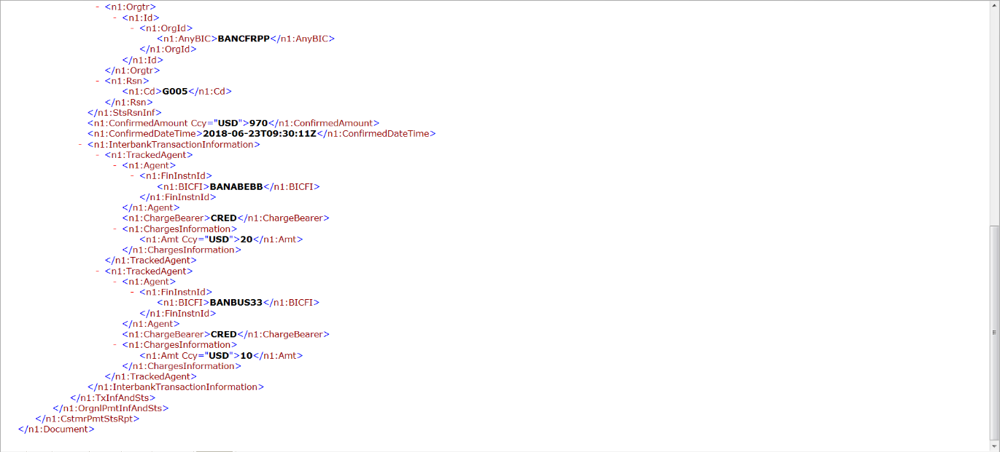 - <n1:Orgtr>
- <n1:Id>
- <n1:OrgId>
<n1:AnyBIC>BANCFRPP</n1:AnyBIC>
</n1:OrgId>
</n1:Id>
</n1:Orgtr>
- <n1:Rsn>
<n1:Cd>G005</n1:Cd>
</n1:Rsn>
</n1:StsRsnInf>
<n1:ConfirmedAmount Ccy="USD">970</n1:ConfirmedAmount>
<n1:ConfirmedDateTime>2018-06-23T09:30:11Z</n1:ConfirmedDateTime>
- <n1:InterbankTransactionInformation>
- <n1:TrackedAgent>
- <n1:Agent>
- <n1:FinInstnId>
<n1:BICFI>BANABEBB</n1:BICFI>
</n1:FinInstnId>
</n1:Agent>
<n1:ChargeBearer>CRED</n1:ChargeBearer>
- <n1:ChargesInformation>
<n1:Amt Ccy="USD">20</n1:Amt>
</n1:ChargesInformation>
</n1:TrackedAgent>
- <n1:TrackedAgent>
- <n1:Agent>
- <n1:FinInstnId>
<n1:BICFI>BANBUS33</n1:BICFI>
</n1:FinInstnId>
</n1:Agent>
<n1:ChargeBearer>CRED</n1:ChargeBearer>
- <n1:ChargesInformation>
<n1:Amt Ccy="USD">10</n1:Amt>
</n1:ChargesInformation>
</n1:TrackedAgent>
</n1:InterbankTransactionInformation>
</n1:TxInfAndSts>
</n1:OrgnlPmtInfAndSts>
</n1:CstmrPmtStsRpt>
</n1:Document>